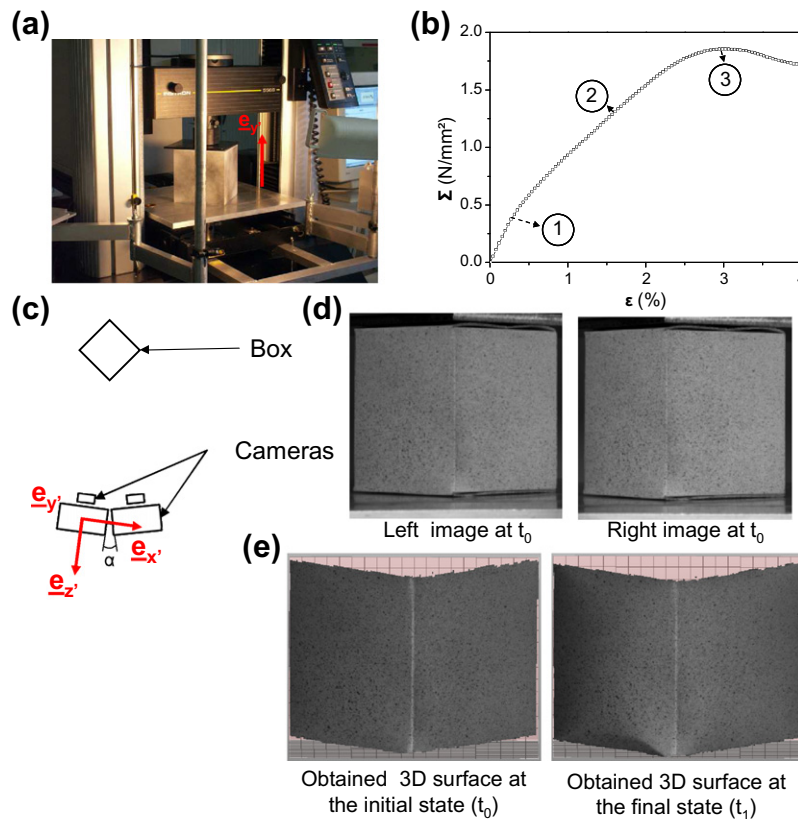 (a)
e_y'
(b)
2.0
1.5
1.0
0.5
0.0
Σ (N/mm²)
1
2
3
0
1
2
3
4
ε (%)
(c)
Box
Cameras
e_y'
e_x'
e_z'
α
(d)
Left image at t₀
Right image at t₀
(e)
Obtained 3D surface at
the initial state (t₀)
Obtained 3D surface at
the final state (t₁)